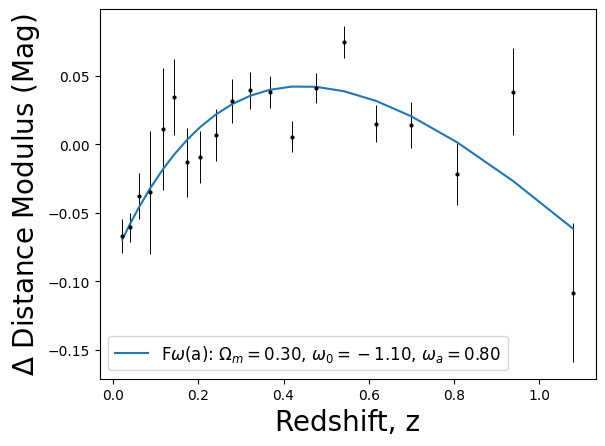 Δ Distance Modulus (Mag)
0.05
0.00
−0.05
−0.10
−0.15
Fω(a): Ωₘ = 0.30, ω₀ = −1.10, ωₐ = 0.80
0.0 0.2 0.4 0.6 0.8 1.0
Redshift, z